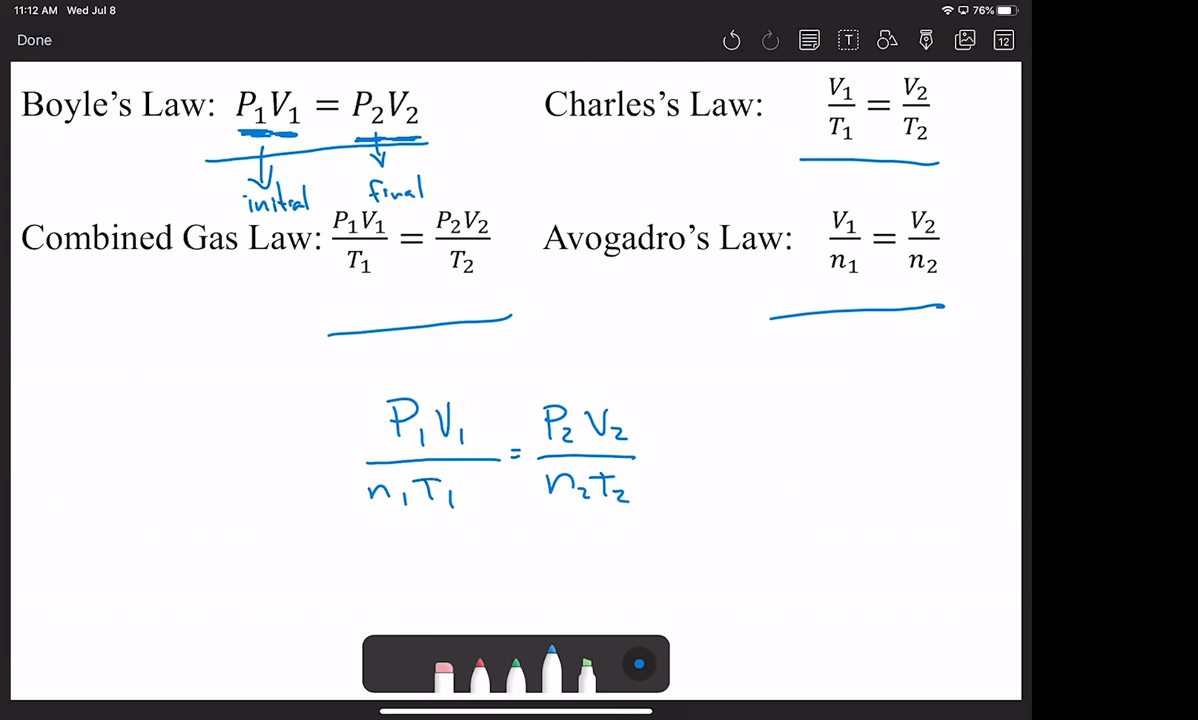 11:12 AM Wed Jul 8 76%
Done 12
Boyle's Law: P₁V₁ = P₂V₂
initial final
Charles's Law: V₁/T₁ = V₂/T₂
Combined Gas Law: P₁V₁/T₁ = P₂V₂/T₂
Avogadro's Law: V₁/n₁ = V₂/n₂
P₁V₁/n₁T₁ = P₂V₂/n₂T₂